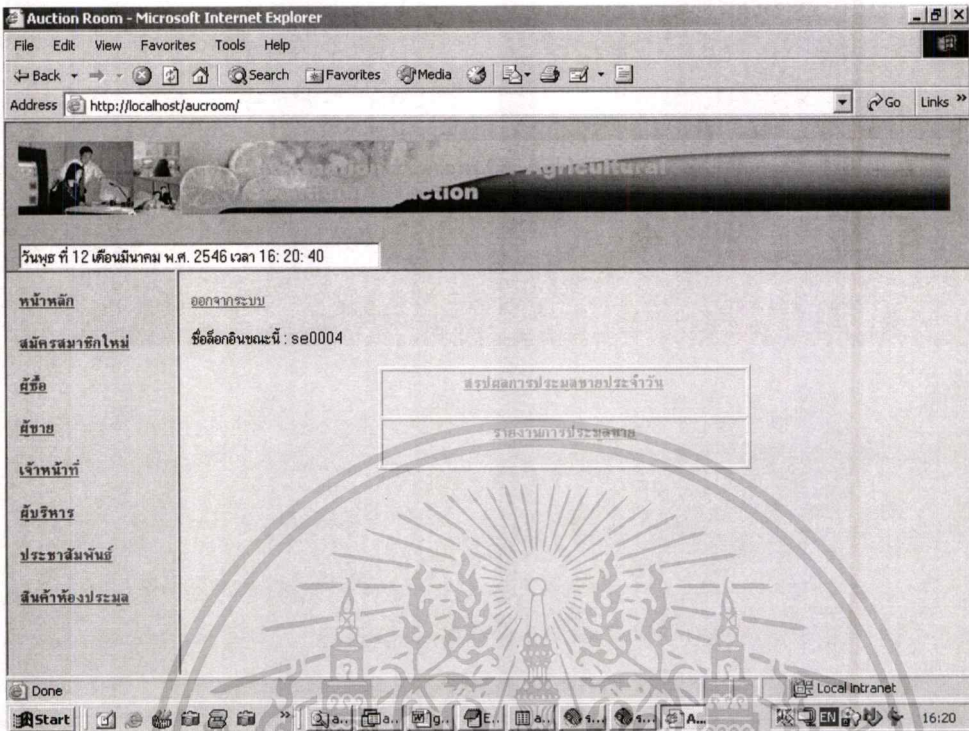 Auction Room - Microsoft Internet Explorer
File Edit View Favorites Tools Help
Back Search Favorites Media
Address http://localhost/aucroom/ Go Links »
Agricultural
ction
วันพุธ ที่ 12 เดือนมีนาคม พ.ศ. 2546 เวลา 16: 20: 40
หน้าหลัก
สมัครสมาชิกใหม่
ผู้ซื้อ
ผู้ขาย
เจ้าหน้าที่
ผู้บริหาร
ประชาสัมพันธ์
สินค้าห้องประมูล
ออกจากระบบ
ชื่อล็อกอินขณะนี้ : se0004
สรุปผลการประมูลขายประจำวัน
รายงานการประมูลขาย
Done Local intranet
Start » a.. a.. g.. E.. a.. s... s... A... EN 16:20